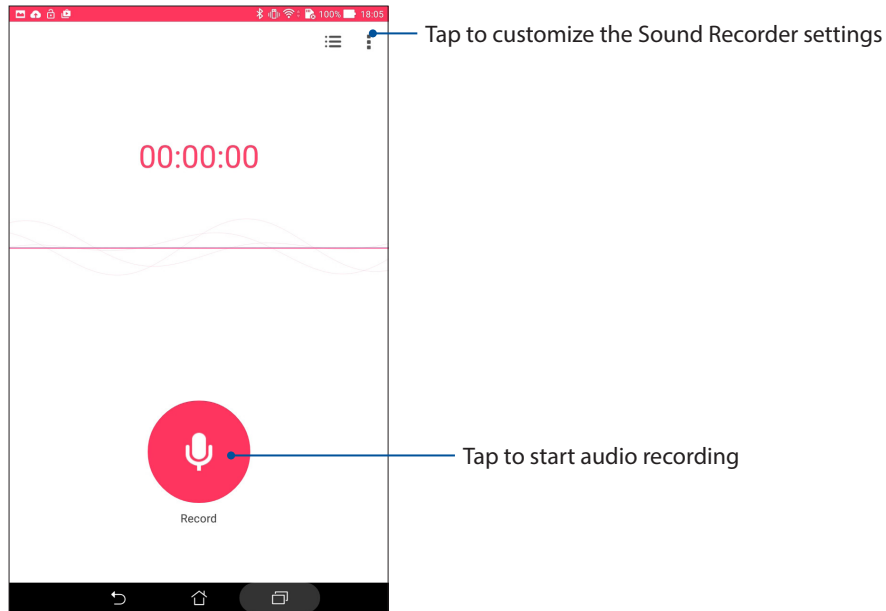 100% 18:05
Tap to customize the Sound Recorder settings
00:00:00
Tap to start audio recording
Record